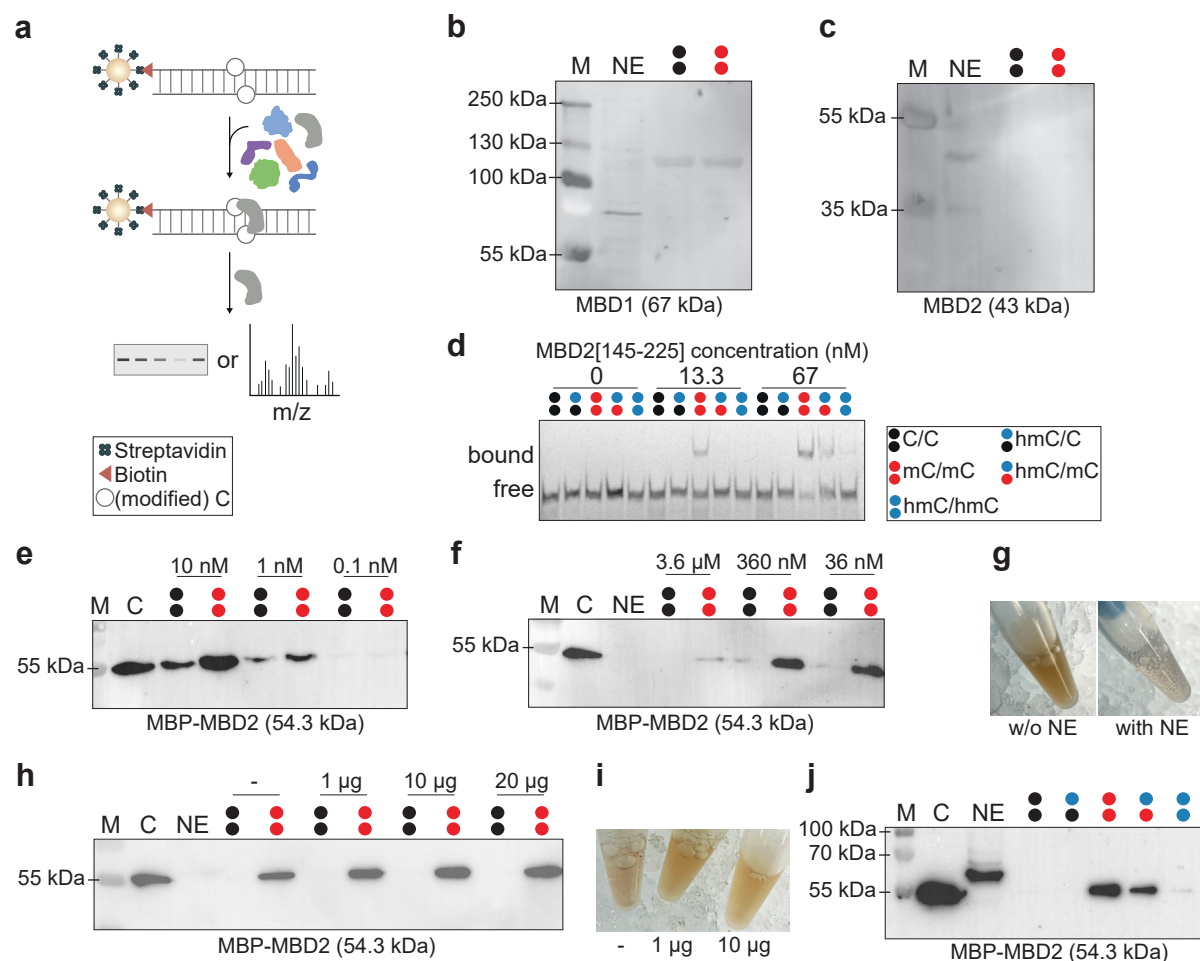 a
or
m/z
Streptavidin
Biotin
(modified) C
b
M NE
250 kDa
130 kDa
100 kDa
55 kDa
MBD1 (67 kDa)
c
M NE
55 kDa
35 kDa
MBD2 (43 kDa)
d
MBD2[145-225] concentration (nM)
0 13.3 67
bound
free
C/C hmC/C
mC/mC hmC/mC
hmC/hmC
e
10 nM 1 nM 0.1 nM
M C
55 kDa
MBP-MBD2 (54.3 kDa)
f
3.6 µM 360 nM 36 nM
M C NE
55 kDa
MBP-MBD2 (54.3 kDa)
g
w/o NE with NE
h
- 1 µg 10 µg 20 µg
M C NE
55 kDa
MBP-MBD2 (54.3 kDa)
i
- 1 µg 10 µg
j
M C NE
100 kDa
70 kDa
55 kDa
MBP-MBD2 (54.3 kDa)